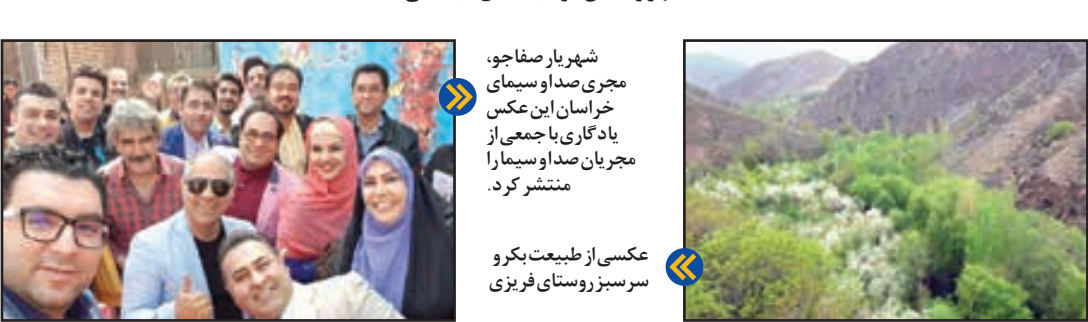 شهریار صفاجو،
مجری صدا و سیمای
خراسان این عکس
یادگاری با جمعی از
مجریان صدا و سیما را
منتشر کرد.
عکسی از طبیعت بکر و
سرسبز روستای فریزی